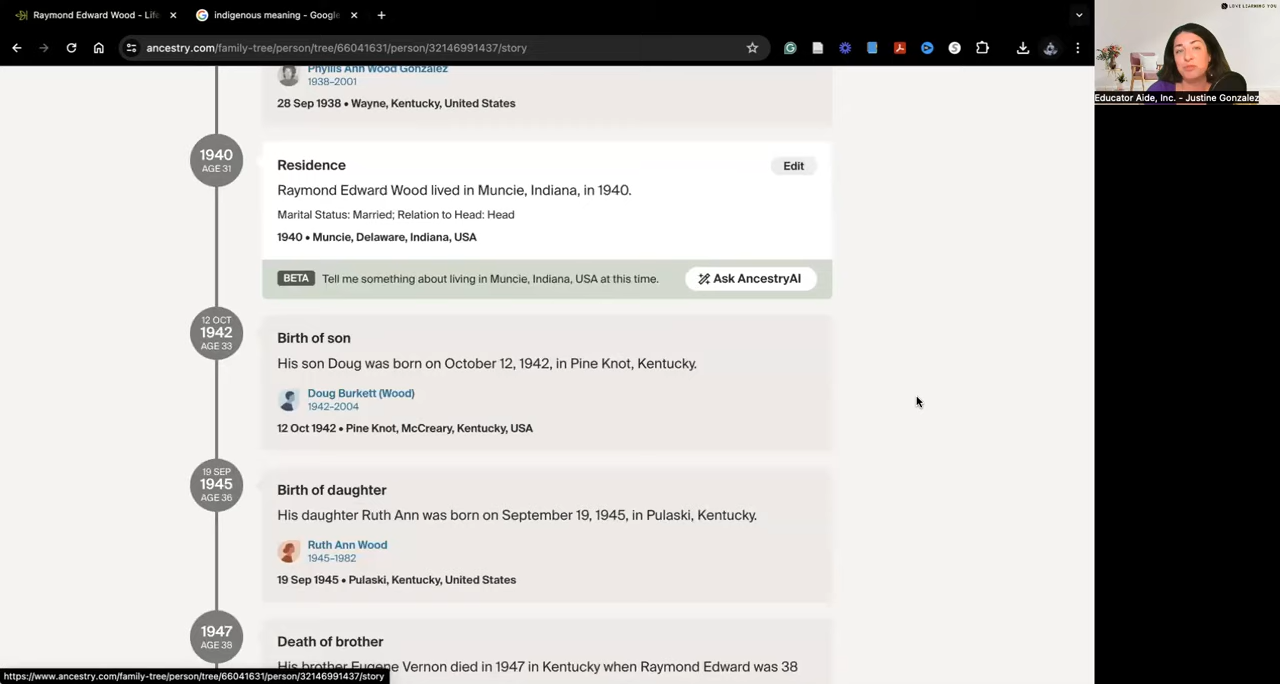 Raymond Edward Wood - Life
indigenous meaning - Google
ancestry.com/family-tree/person/tree/66041631/person/32146991437/story
LOVE LEARNING YOU
Educator Aide, Inc. - Justine Gonzalez
Phyllis Ann Wood Gonzalez
1938–2001
28 Sep 1938 • Wayne, Kentucky, United States
1940
AGE 31
Residence
Edit
Raymond Edward Wood lived in Muncie, Indiana, in 1940.
Marital Status: Married; Relation to Head: Head
1940 • Muncie, Delaware, Indiana, USA
BETA Tell me something about living in Muncie, Indiana, USA at this time. Ask AncestryAI
12 OCT
1942
AGE 33
Birth of son
His son Doug was born on October 12, 1942, in Pine Knot, Kentucky.
Doug Burkett (Wood)
1942–2004
12 Oct 1942 • Pine Knot, McCreary, Kentucky, USA
19 SEP
1945
AGE 36
Birth of daughter
His daughter Ruth Ann was born on September 19, 1945, in Pulaski, Kentucky.
Ruth Ann Wood
1945–1982
19 Sep 1945 • Pulaski, Kentucky, United States
1947
AGE 38
Death of brother
His brother Eugene Vernon died in 1947 in Kentucky when Raymond Edward was 38
https://www.ancestry.com/family-tree/person/tree/66041631/person/32146991437/story